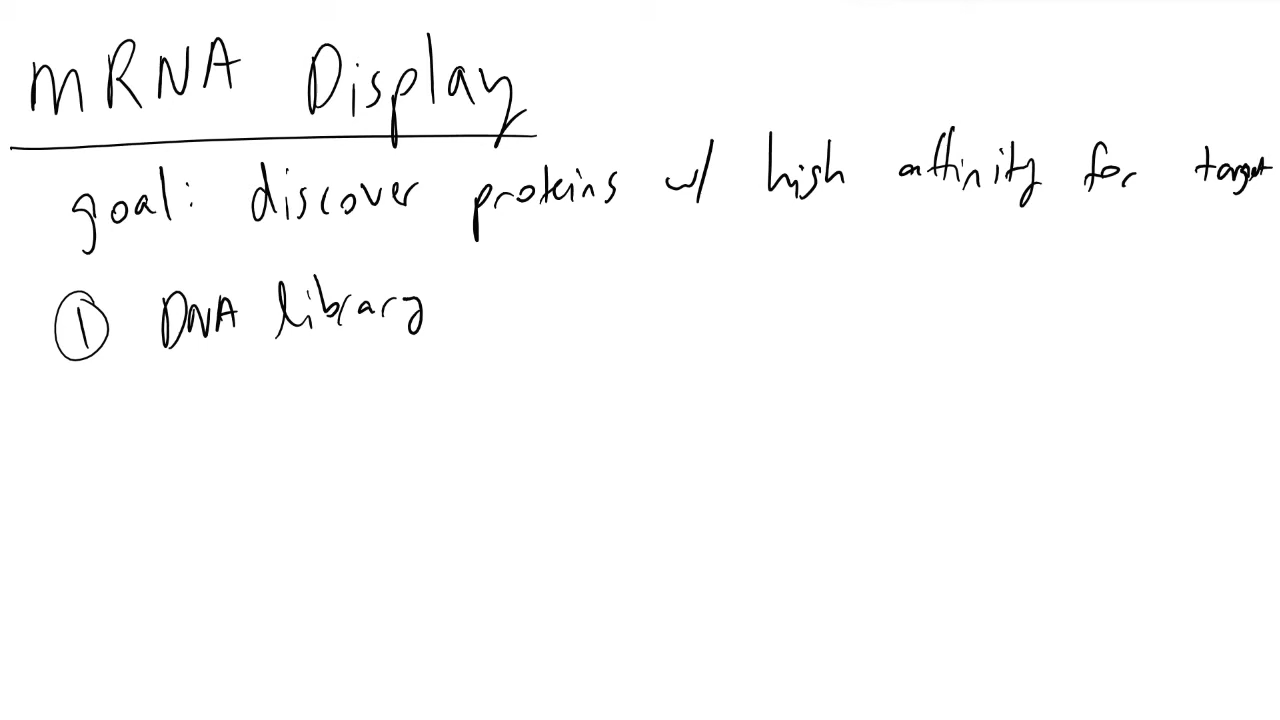 mRNA Display
goal: discover proteins w/ high affinity for target
① DNA library